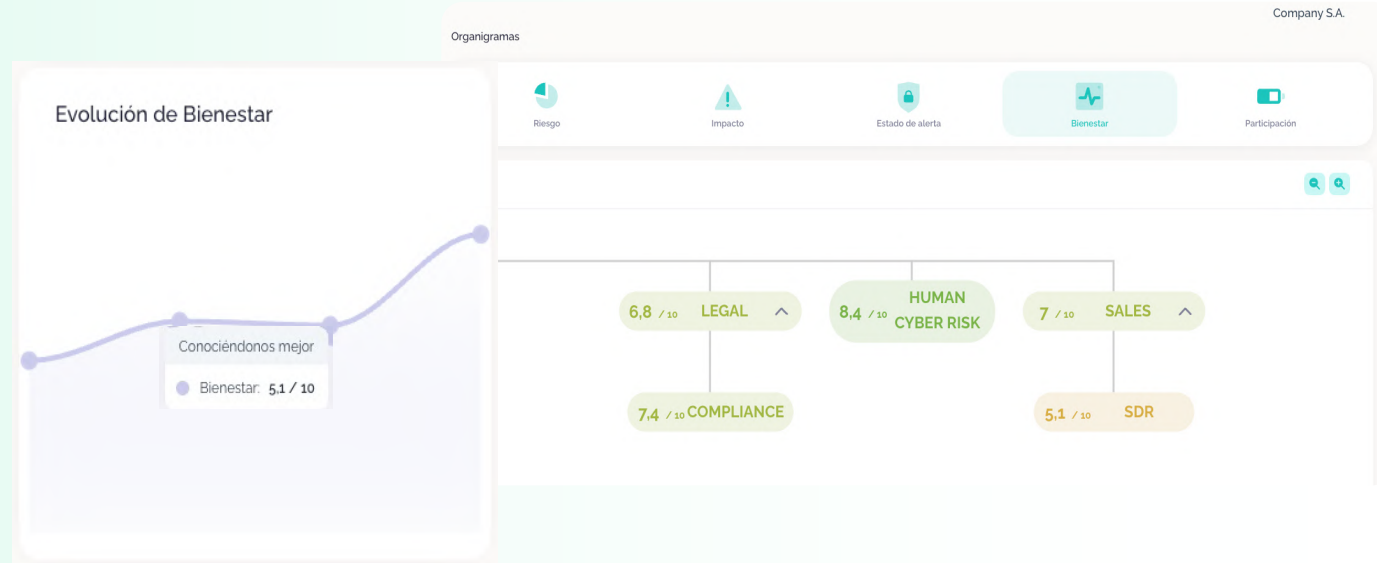 Company S.A.
Organigramas
Evolución de Bienestar
Riesgo
Impacto
Estado de alerta
Bienestar
Participación
Conociéndonos mejor
Bienestar: 5,1 / 10
6,8 / 10 LEGAL
8,4 / 10 HUMAN
CYBER RISK
7 / 10 SALES
7,4 / 10 COMPLIANCE
5,1 / 10 SDR